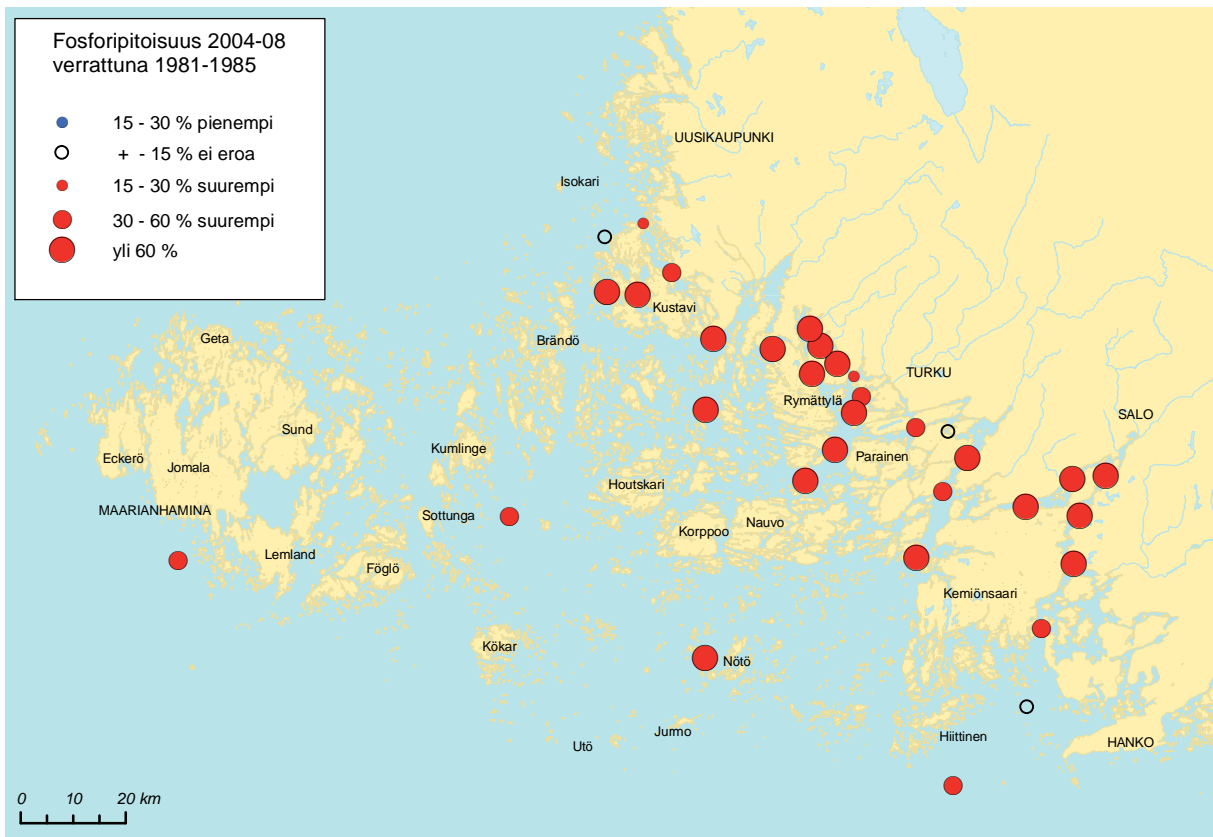 Fosforipitoisuus 2004-08
verrattuna 1981-1985
15 - 30 % pienempi
+ - 15 % ei eroa
15 - 30 % suurempi
30 - 60 % suurempi
yli 60 %
UUSIKAUPUNKI
Isokari
Kustavi
Geta
Brändö
TURKU
Rymättylä
SALO
Sund
Kumlinge
Eckerö
Jomala
Parainen
Houtskari
MAARIANHAMINA
Sottunga
Nauvo
Korppoo
Lemland
Föglö
Kemiönsaari
Kökar
Nötö
Jurmo
Utö
Hiittinen
HANKO
0 10 20 km